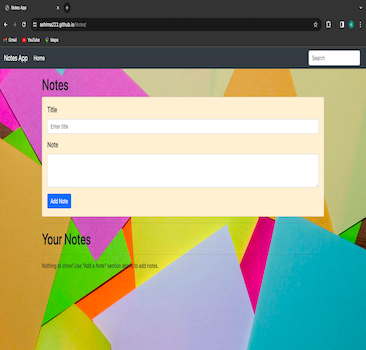 Notes App
ashima223.github.io/Notes/
Gmail YouTube Maps
Notes App Home Search
Notes
Title
Enter title
Note
Add Note
Your Notes
Nothing to show! Use "Add a Note" section above to add notes.